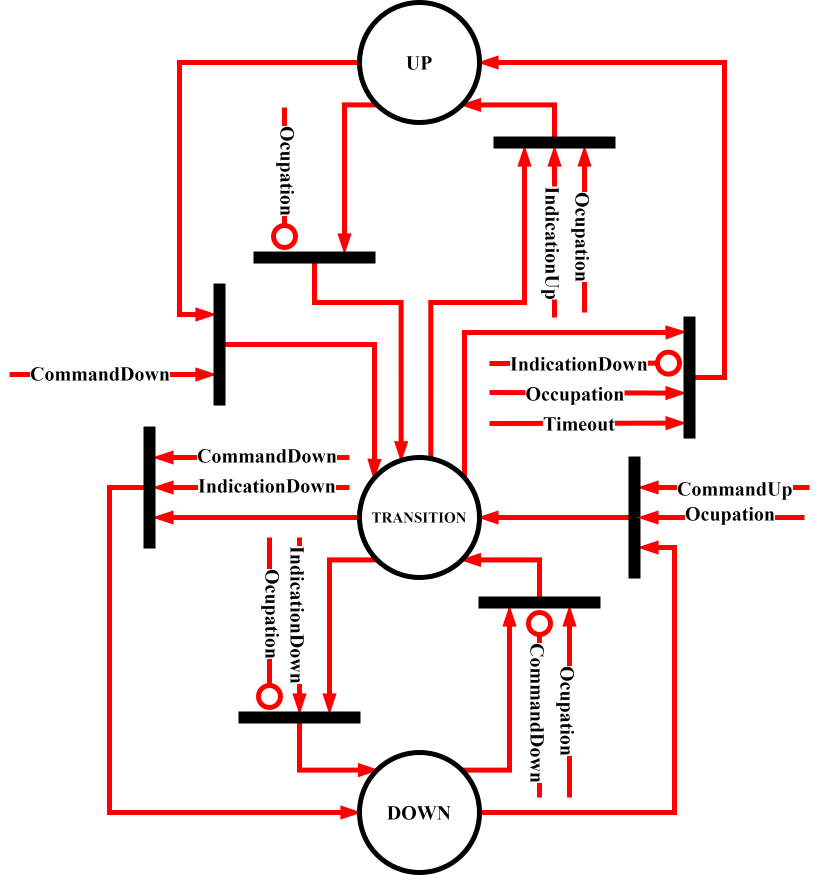 UP
Ocupation
IndicationUp
Ocupation
IndicationDown
Occupation
Timeout
CommandDown
CommandDown
IndicationDown
TRANSITION
CommandUp
Ocupation
Ocupation
IndicationDown
CommandDown
Ocupation
DOWN